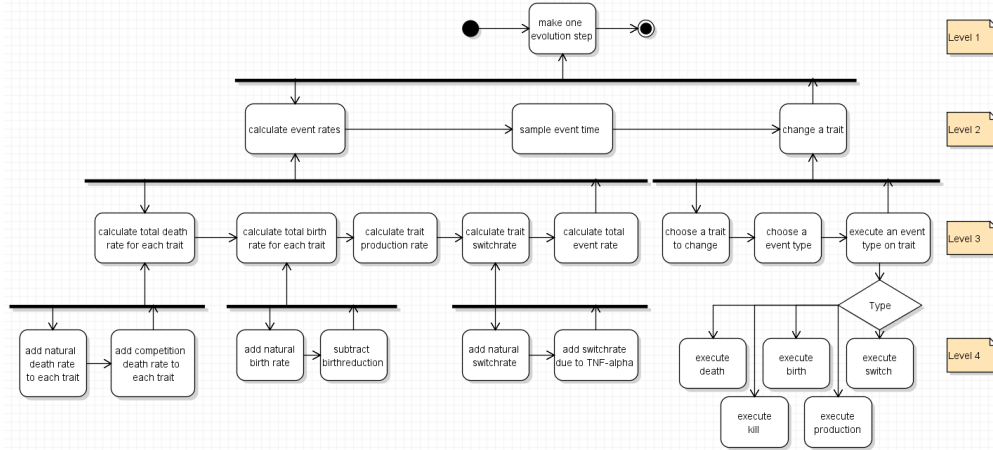 make one
evolution step
Level 1
calculate event rates
sample event time
change a trait
Level 2
calculate total death
rate for each trait
calculate total birth
rate for each trait
calculate trait
production rate
calculate trait
switchrate
calculate total
event rate
choose a trait
to change
choose a
event type
execute an event
type on trait
Level 3
Type
add natural
death rate
to each trait
add competition
death rate to
each trait
add natural
birth rate
subtract
birthreduction
add natural
switchrate
add switchrate
due to TNF-alpha
execute
death
execute
birth
execute
switch
Level 4
execute
kill
execute
production